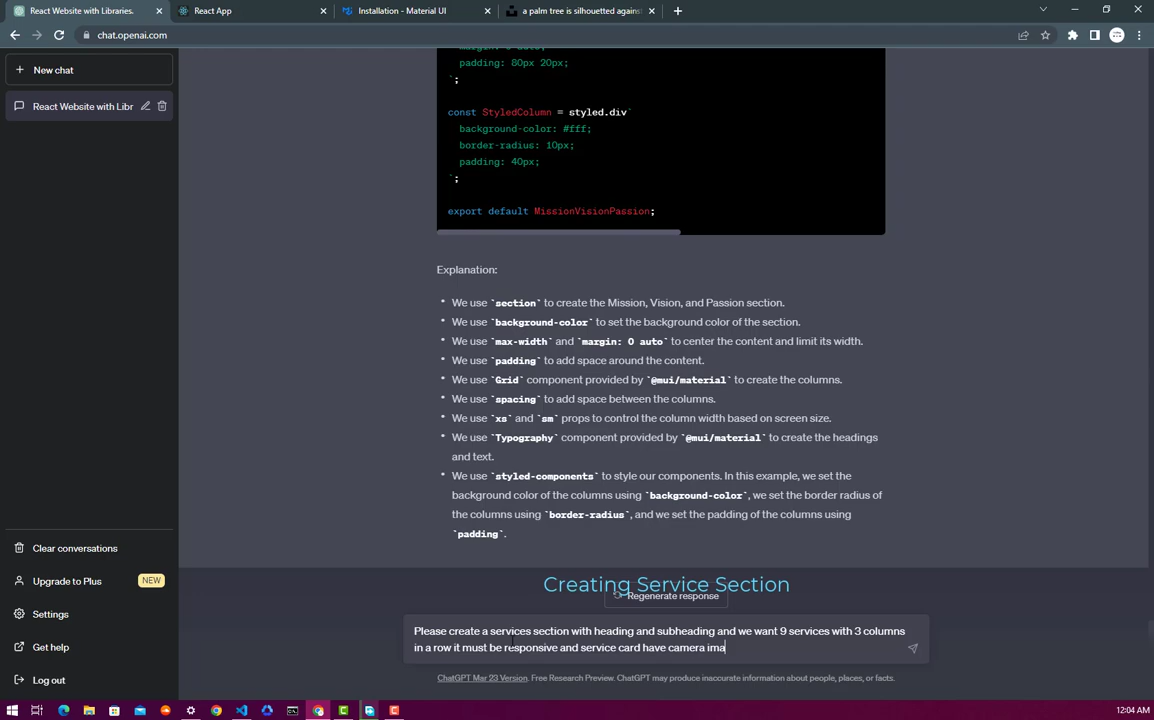 React Website with Libraries.
React App
Installation - Material UI
a palm tree is silhouetted against
chat.openai.com
New chat
React Website with Libr
padding: 80px 20px;
`;
const StyledColumn = styled.div`
background-color: #fff;
border-radius: 10px;
padding: 40px;
`;
export default MissionVisionPassion;
Explanation:
• We use `section` to create the Mission, Vision, and Passion section.
• We use `background-color` to set the background color of the section.
• We use `max-width` and `margin: 0 auto` to center the content and limit its width.
• We use `padding` to add space around the content.
• We use `Grid` component provided by `@mui/material` to create the columns.
• We use `spacing` to add space between the columns.
• We use `xs` and `sm` props to control the column width based on screen size.
• We use `Typography` component provided by `@mui/material` to create the headings
and text.
• We use `styled-components` to style our components. In this example, we set the
background color of the columns using `background-color`, we set the border radius of
the columns using `border-radius`, and we set the padding of the columns using
`padding`.
Clear conversations
Upgrade to Plus NEW
Settings
Get help
Log out
Creating Service Section
Regenerate response
Please create a services section with heading and subheading and we want 9 services with 3 columns
in a row it must be responsive and service card have camera ima
ChatGPT Mar 23 Version. Free Research Preview. ChatGPT may produce inaccurate information about people, places, or facts.
12:04 AM